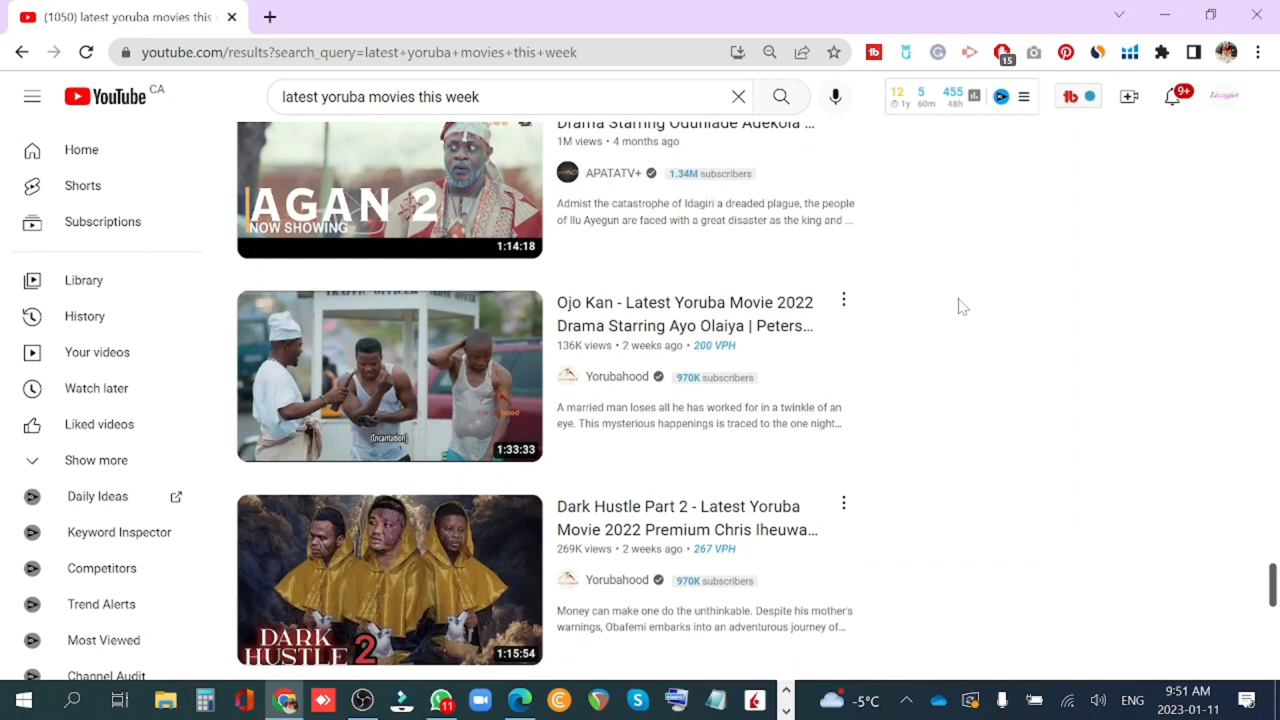 (1050) latest yoruba movies this
youtube.com/results?search_query=latest+yoruba+movies+this+week
15
YouTube CA
latest yoruba movies this week
12 5 455
1y 60m 48h
9+
Lizzygist
Home
Shorts
Subscriptions
Library
History
Your videos
Watch later
Liked videos
Show more
Daily Ideas
Keyword Inspector
Competitors
Trend Alerts
Most Viewed
Channel Audit
AGAN 2
NOW SHOWING
1:14:18
Drama Starring Odunlade Adekola ...
1M views • 4 months ago
APATATV+ 1.34M subscribers
Admist the catastrophe of Idagiri a dreaded plague, the people
of Ilu Ayegun are faced with a great disaster as the king and ...
TRAFFIC OFFICER
[Incantation]
1:33:33
Ojo Kan - Latest Yoruba Movie 2022
Drama Starring Ayo Olaiya | Peters...
136K views • 2 weeks ago • 200 VPH
Yorubahood 970K subscribers
A married man loses all he has worked for in a twinkle of an
eye. This mysterious happenings is traced to the one night...
DARK
HUSTLE 2
1:15:54
Dark Hustle Part 2 - Latest Yoruba
Movie 2022 Premium Chris Iheuwa...
269K views • 2 weeks ago • 267 VPH
Yorubahood 970K subscribers
Money can make one do the unthinkable. Despite his mother's
warnings, Obafemi embarks into an adventurous journey of...
11
-5°C
ENG
9:51 AM
2023-01-11